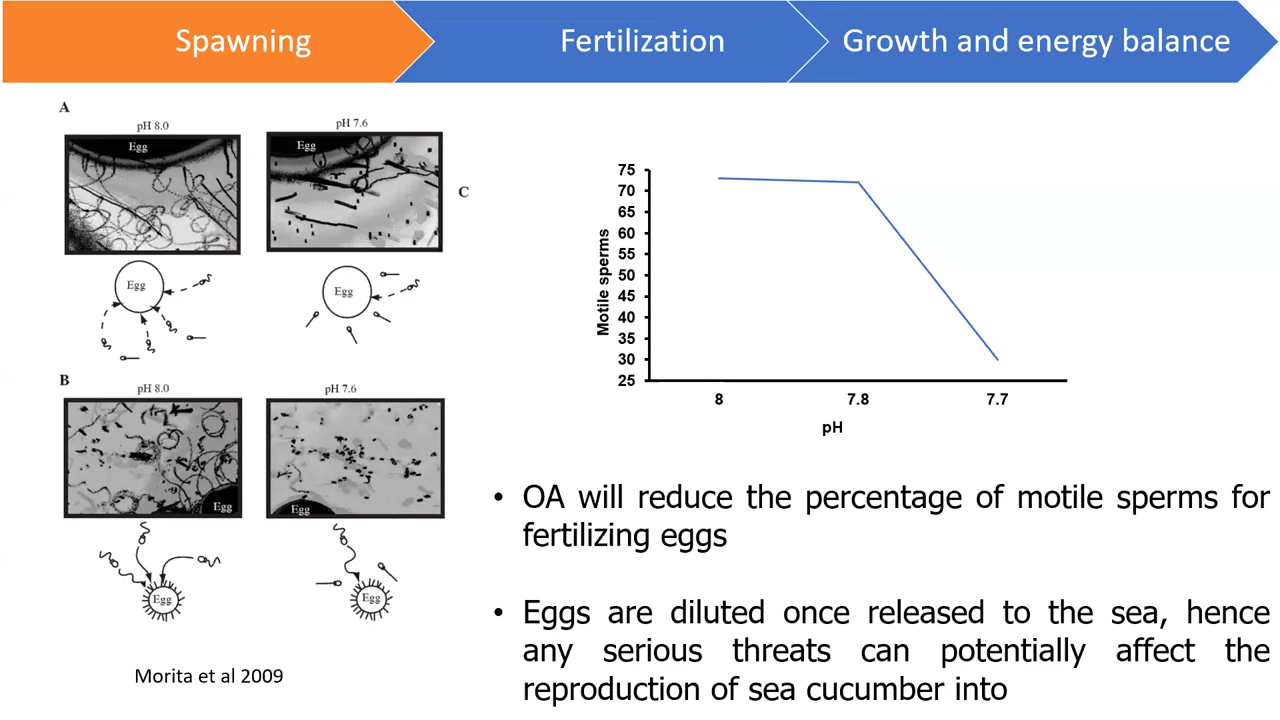 Spawning
Fertilization
Growth and energy balance
A
pH 8.0
pH 7.6
Egg
Egg
C
Egg
Egg
B
pH 8.0
pH 7.6
Egg
Egg
Egg
Egg
Morita et al 2009
75
70
65
60
55
50
45
40
35
30
25
Motile sperms
8
7.8
7.7
pH
• OA will reduce the percentage of motile sperms for
fertilizing eggs
• Eggs are diluted once released to the sea, hence
any serious threats can potentially affect the
reproduction of sea cucumber into